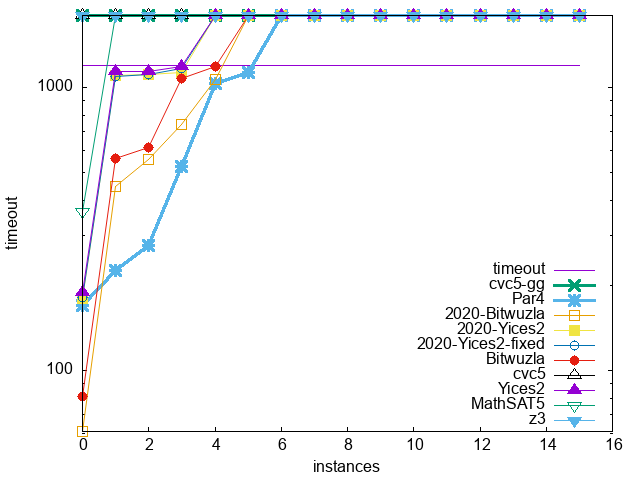 1000
100
timeout
timeout
cvc5-gg
Par4
2020-Bitwuzla
2020-Yices2
2020-Yices2-fixed
Bitwuzla
cvc5
Yices2
MathSAT5
z3
0 2 4 6 8 10 12 14 16
instances